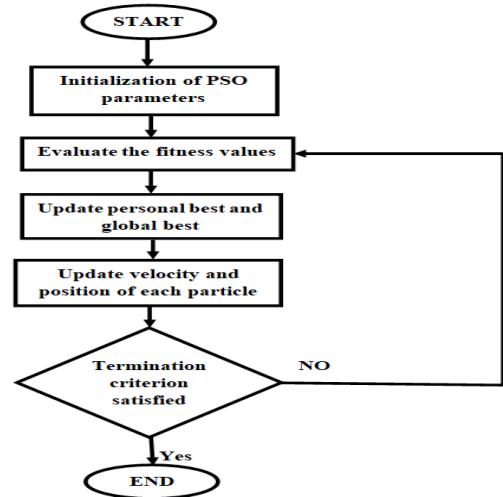 START
Initialization of PSO
parameters
Evaluate the fitness values
Update personal best and
global best
Update velocity and
position of each particle
Termination
criterion
satisfied
NO
Yes
END